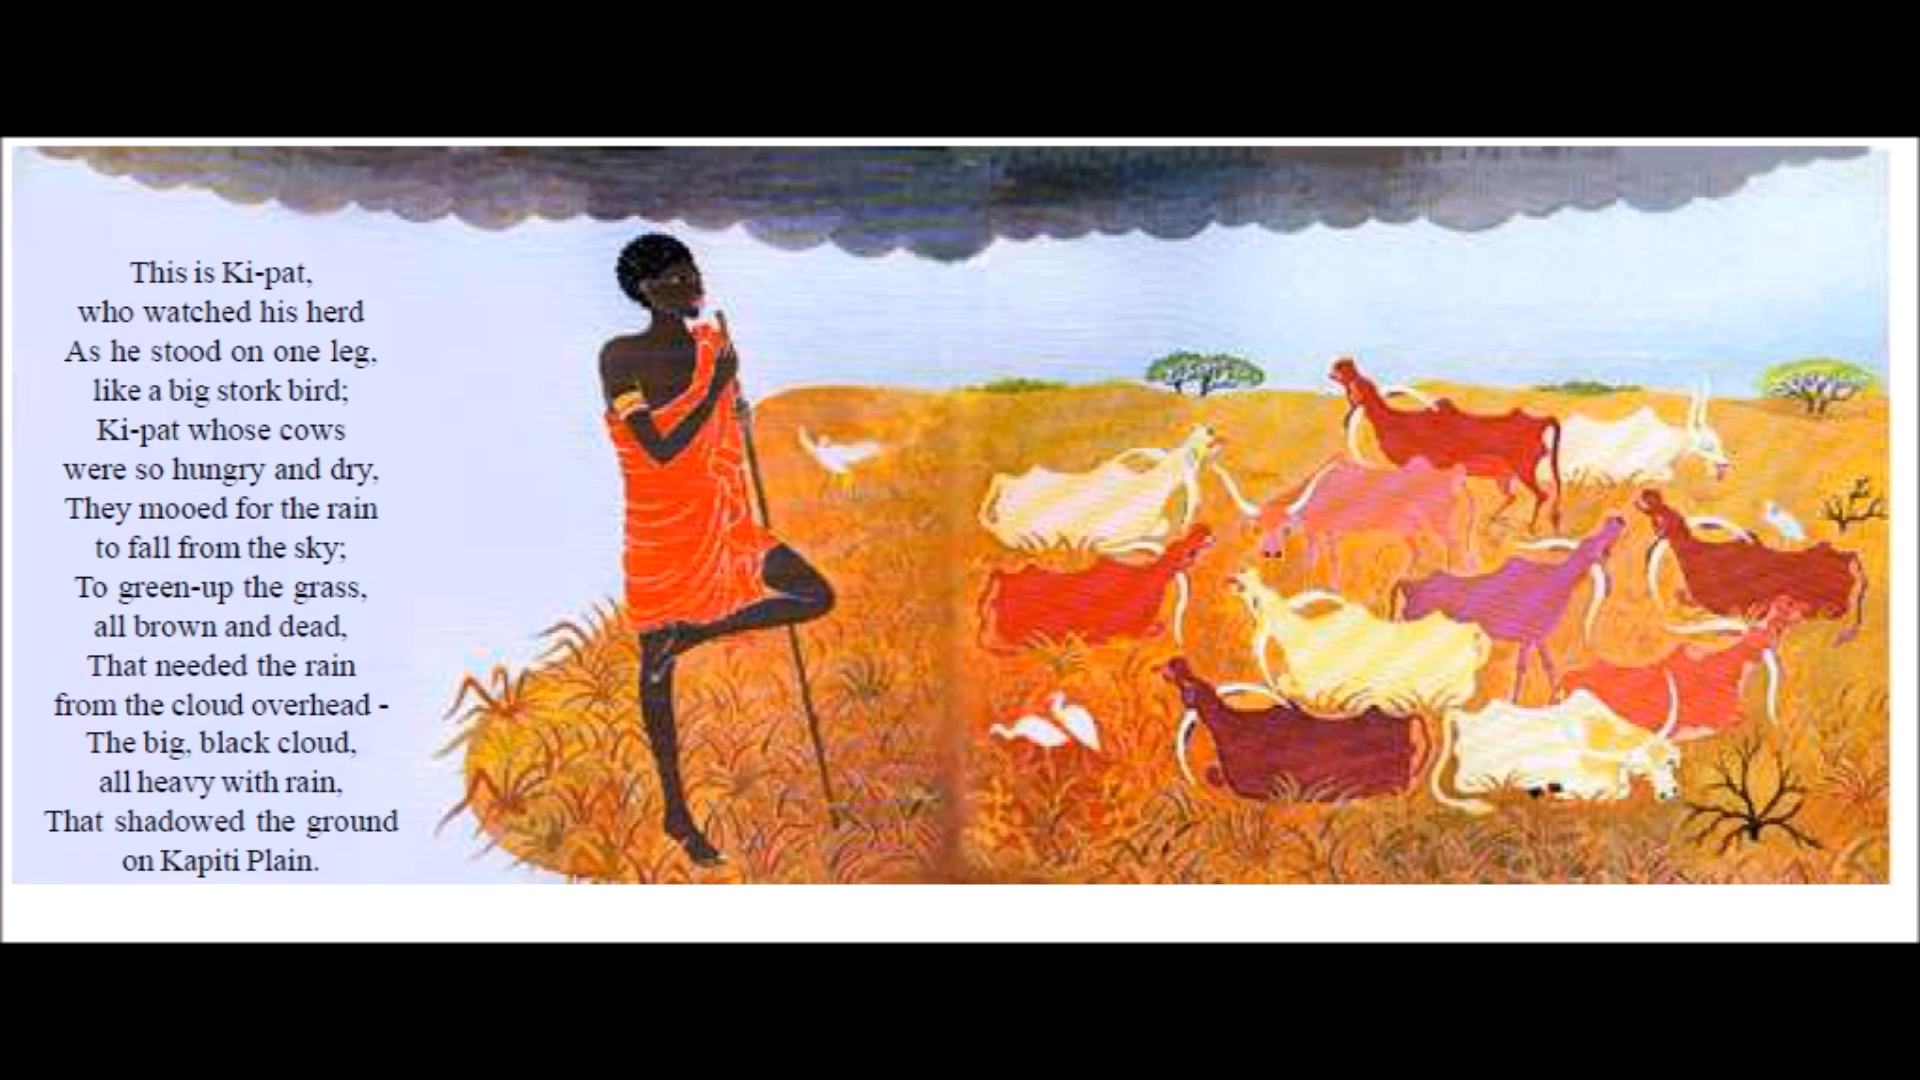 This is Ki-pat,
who watched his herd
As he stood on one leg,
like a big stork bird;
Ki-pat whose cows
were so hungry and dry,
They mooed for the rain
to fall from the sky;
To green-up the grass,
all brown and dead,
That needed the rain
from the cloud overhead -
The big, black cloud,
all heavy with rain,
That shadowed the ground
on Kapiti Plain.